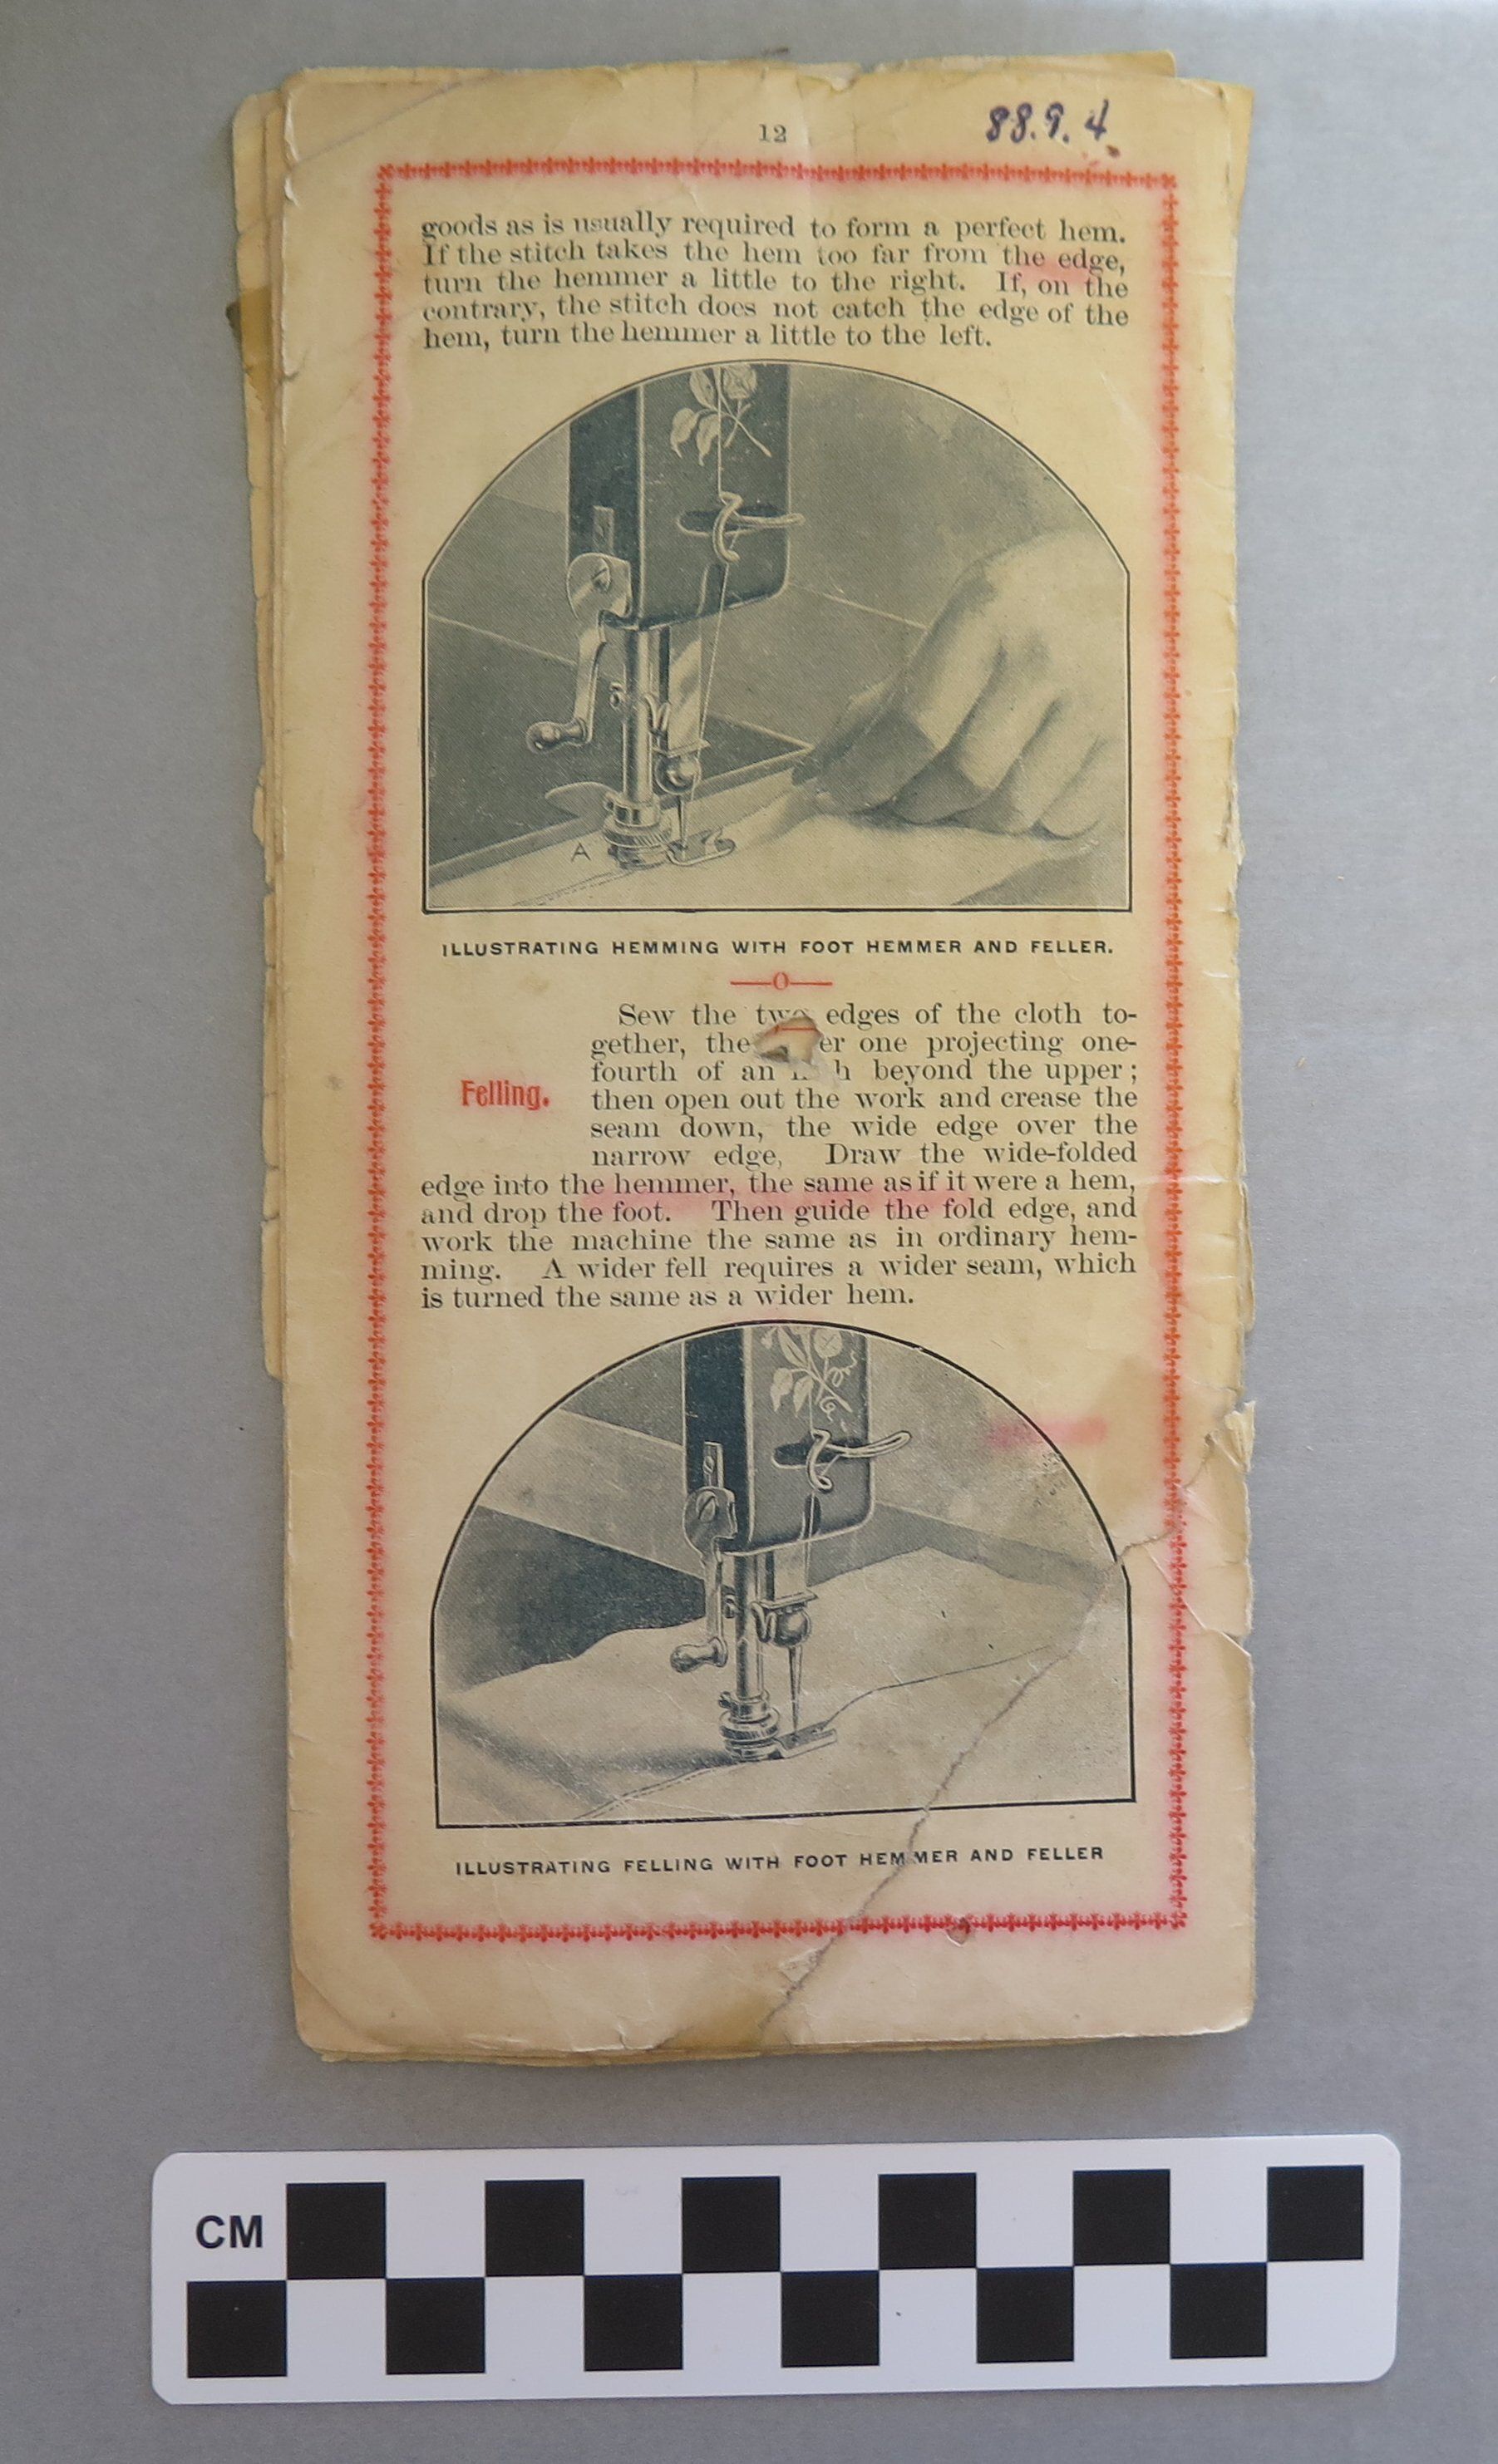 12
88.9.4
goods as is usually required to form a perfect hem.
If the stitch takes the hem too far from the edge,
turn the hemmer a little to the right. If, on the
contrary, the stitch does not catch the edge of the
hem, turn the hemmer a little to the left.
A
ILLUSTRATING HEMMING WITH FOOT HEMMER AND FELLER.
—O—
Sew the two edges of the cloth to-
gether, the er one projecting one-
fourth of an h beyond the upper;
Felling.
then open out the work and crease the
seam down, the wide edge over the
narrow edge, Draw the wide-folded
edge into the hemmer, the same as if it were a hem,
and drop the foot. Then guide the fold edge, and
work the machine the same as in ordinary hem-
ming. A wider fell requires a wider seam, which
is turned the same as a wider hem.
ILLUSTRATING FELLING WITH FOOT HEMMER AND FELLER
CM